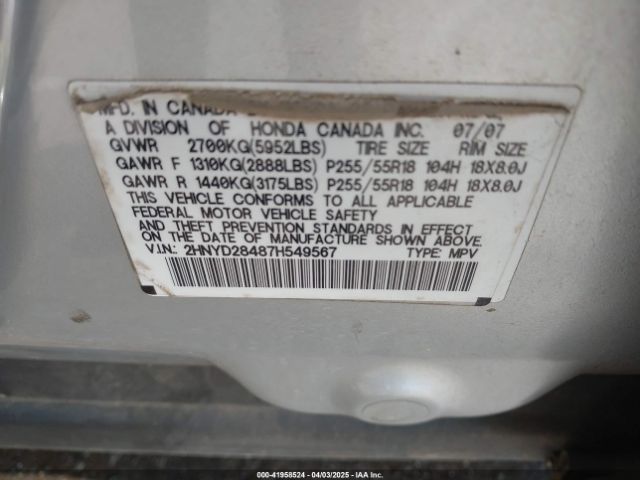 MFD. IN CANADA
A DIVISION OF HONDA CANADA INC. 07/07
GVWR 2700KG(5952LBS) TIRE SIZE RIM SIZE
GAWR F 1310KG(2888LBS) P255/55R18 104H 18X8.0J
GAWR R 1440KG(3175LBS) P255/55R18 104H 18X8.0J
THIS VEHICLE CONFORMS TO ALL APPLICABLE
FEDERAL MOTOR VEHICLE SAFETY
AND THEFT PREVENTION STANDARDS IN EFFECT
ON THE DATE OF MANUFACTURE SHOWN ABOVE.
V.I.N.: 2HNYD28487H549567 TYPE: MPV
000-41958524 | 04/03/2025 | IAA Inc.